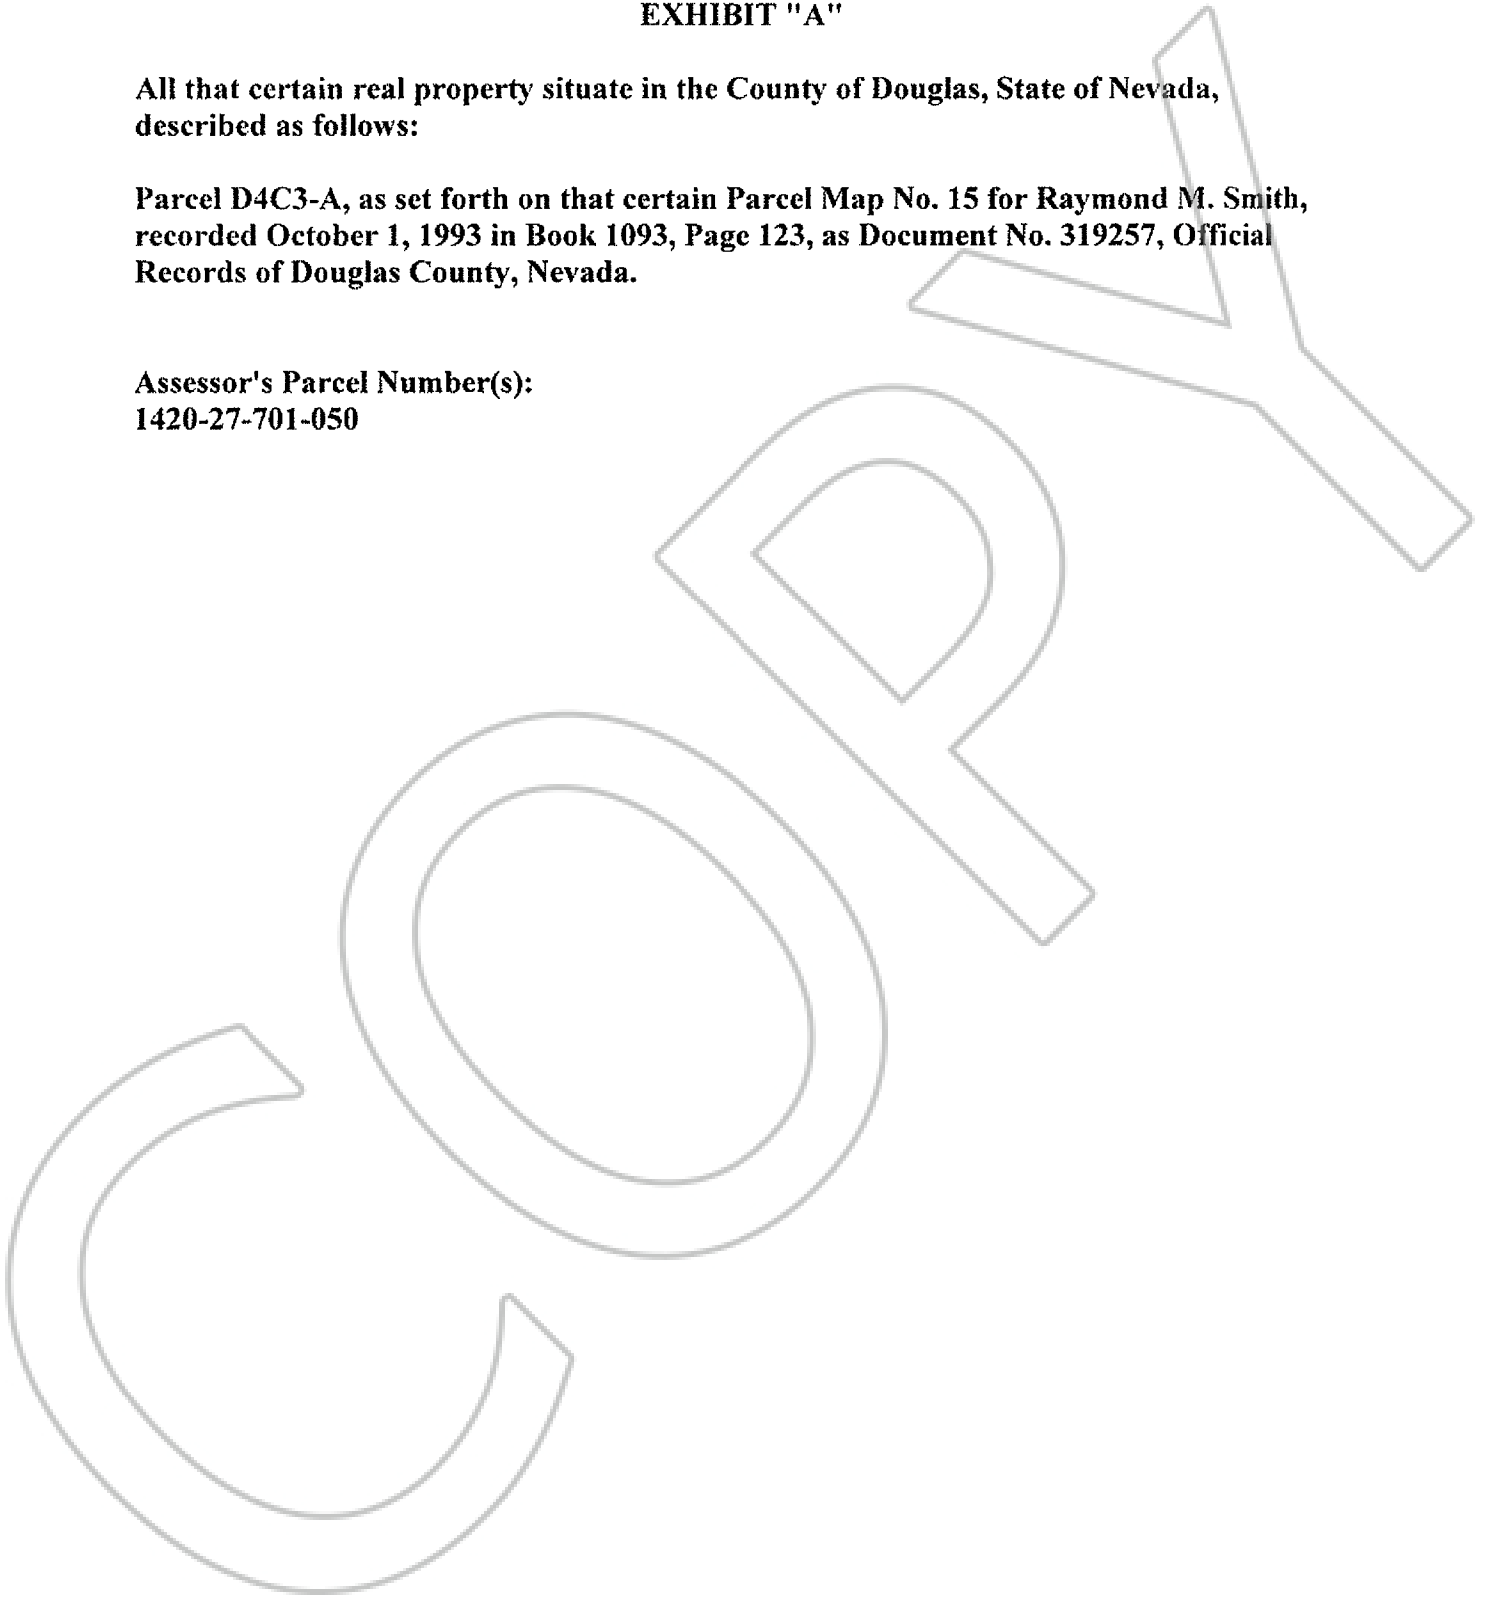 EXHIBIT "A"
All that certain real property situate in the County of Douglas, State of Nevada,
described as follows:
Parcel D4C3-A, as set forth on that certain Parcel Map No. 15 for Raymond M. Smith,
recorded October 1, 1993 in Book 1093, Page 123, as Document No. 319257, Official
Records of Douglas County, Nevada.
Assessor's Parcel Number(s):
1420-27-701-050
COPY